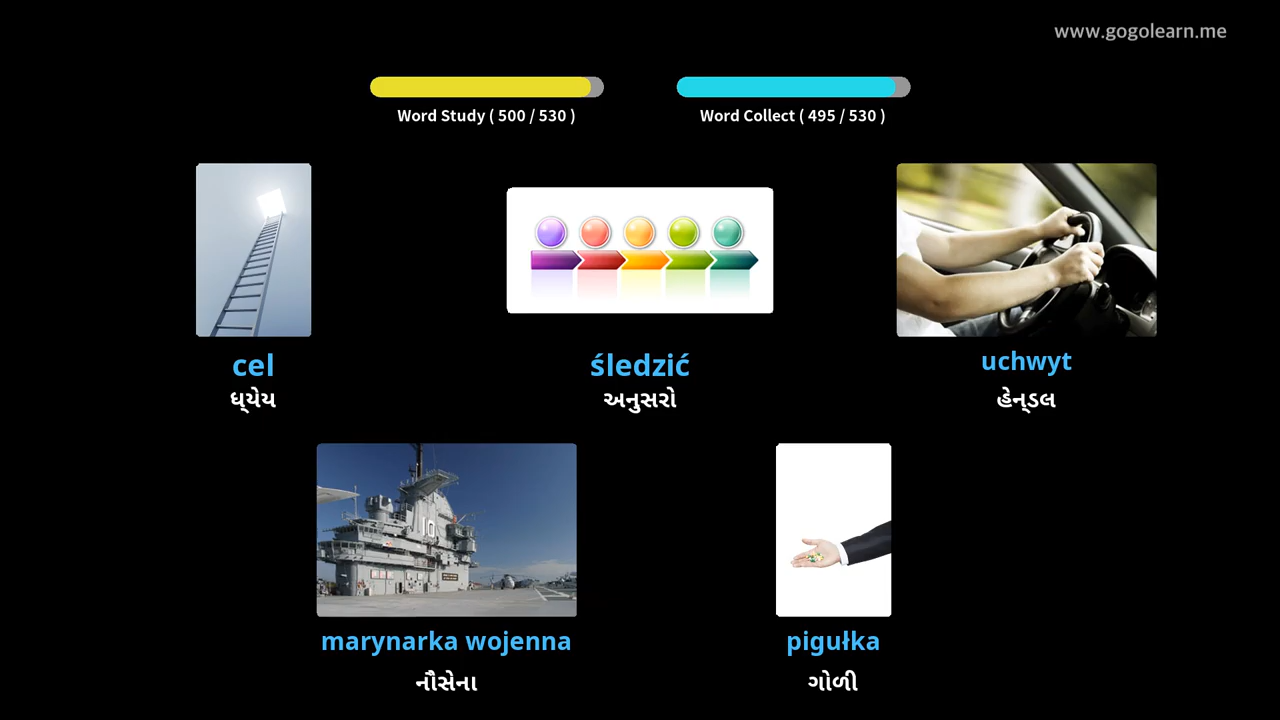 www.gogolearn.me
Word Study ( 500 / 530 )
Word Collect ( 495 / 530 )
cel
ધ્યેય
śledzić
અનુસરો
uchwyt
હેન્ડલ
10
marynarka wojenna
નૌસેના
pigułka
ગોળી